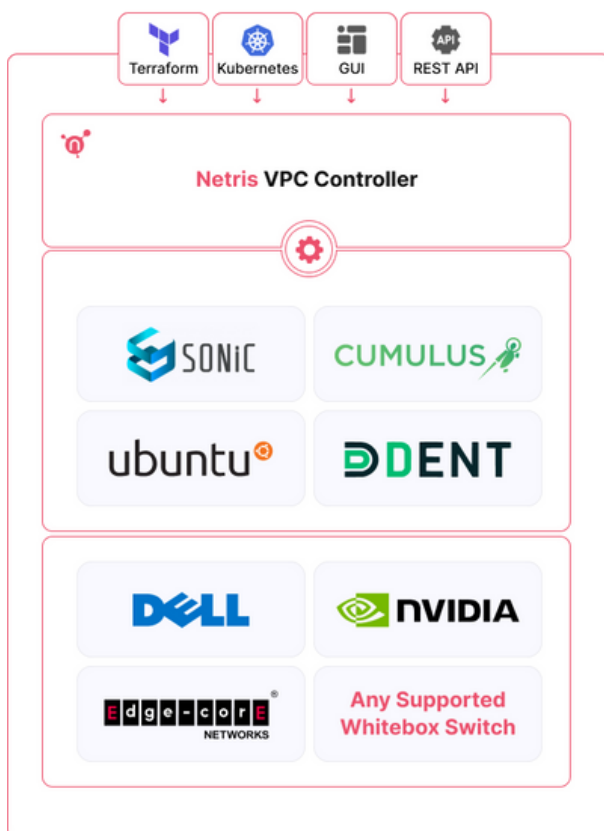 Terraform
Kubernetes
GUI
API
REST API
n
Netris VPC Controller
SONiC
CUMULUS
ubuntu
DENT
DELL
NVIDIA
Edge-corE
®
NETWORKS
Any Supported
Whitebox Switch